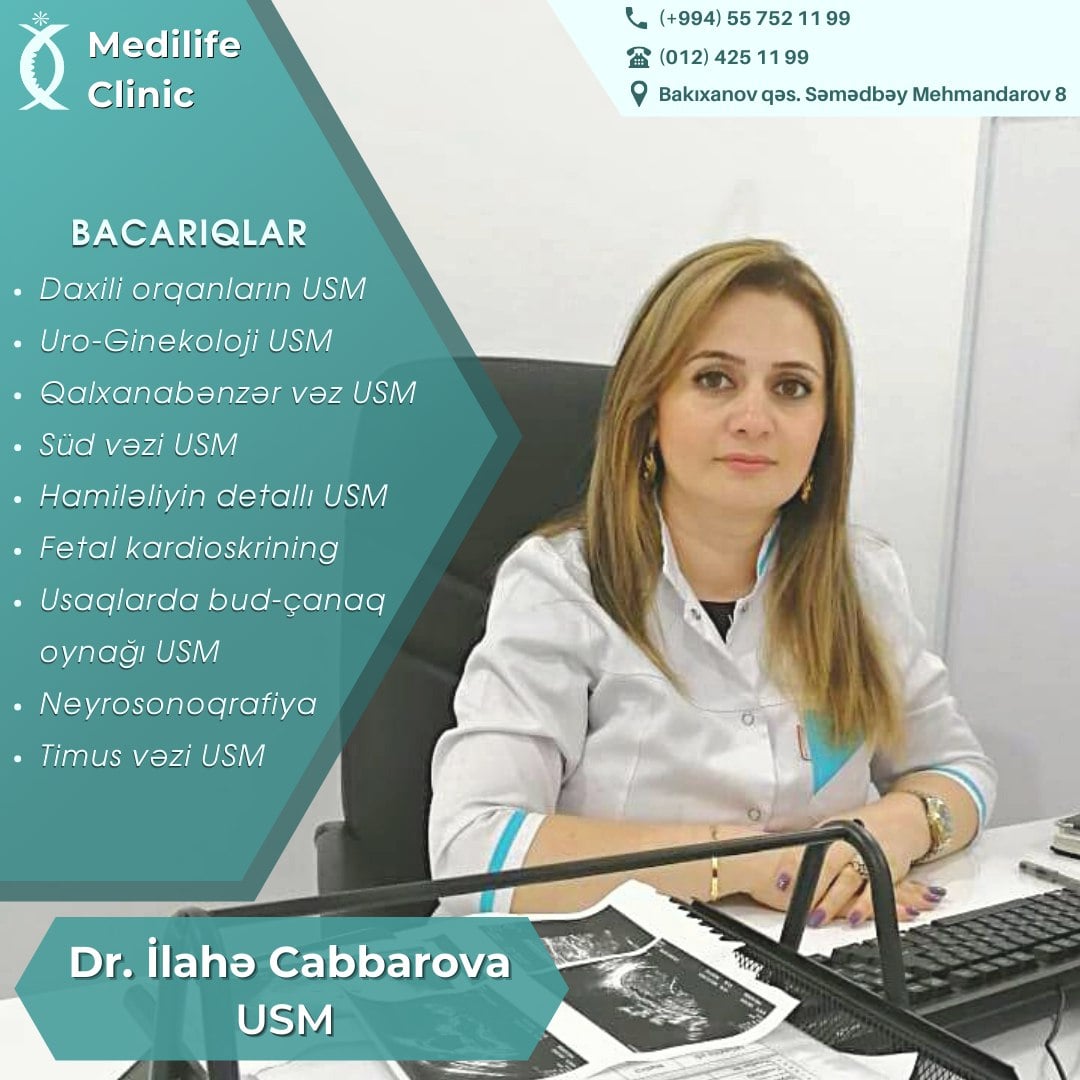 Medilife
Clinic
(+994) 55 752 11 99
(012) 425 11 99
Bakıxanov qəs. Səmədbəy Mehmandarov 8
BACARIQLAR
• Daxili orqanların USM
• Uro-Ginekoloji USM
• Qalxanabənzər vəz USM
• Süd vəzi USM
• Hamiləliyin detallı USM
• Fetal kardioskrining
• Usaqlarda bud-çanaq
oynağı USM
• Neyrosonoqrafiya
• Timus vəzi USM
Dr. İlahə Cabbarova
USM